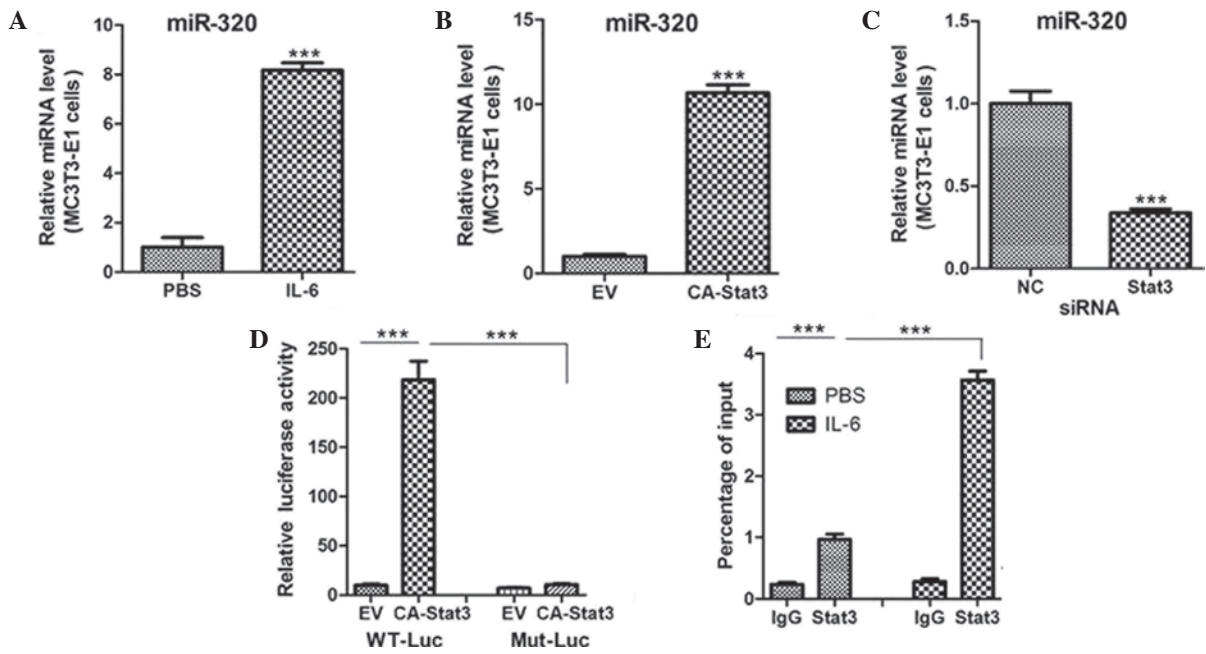 A
miR-320
Relative miRNA level
(MC3T3-E1 cells )
10
8
6
4
2
0
***
PBS
IL-6
B
miR-320
Relative miRNA level
(MC3T3-E1 cells )
15
10
5
0
***
EV
CA-Stat3
C
miR-320
Relative miRNA level
(MC3T3-E1 cells )
1.5
1.0
0.5
0.0
***
NC
Stat3
siRNA
D
Relative luciferase activity
250
200
150
100
50
0
***
***
EV CA-Stat3
EV CA-Stat3
WT-Luc
Mut-Luc
E
Percentage of input
4
3
2
1
0
***
***
PBS
IL-6
IgG Stat3
IgG Stat3